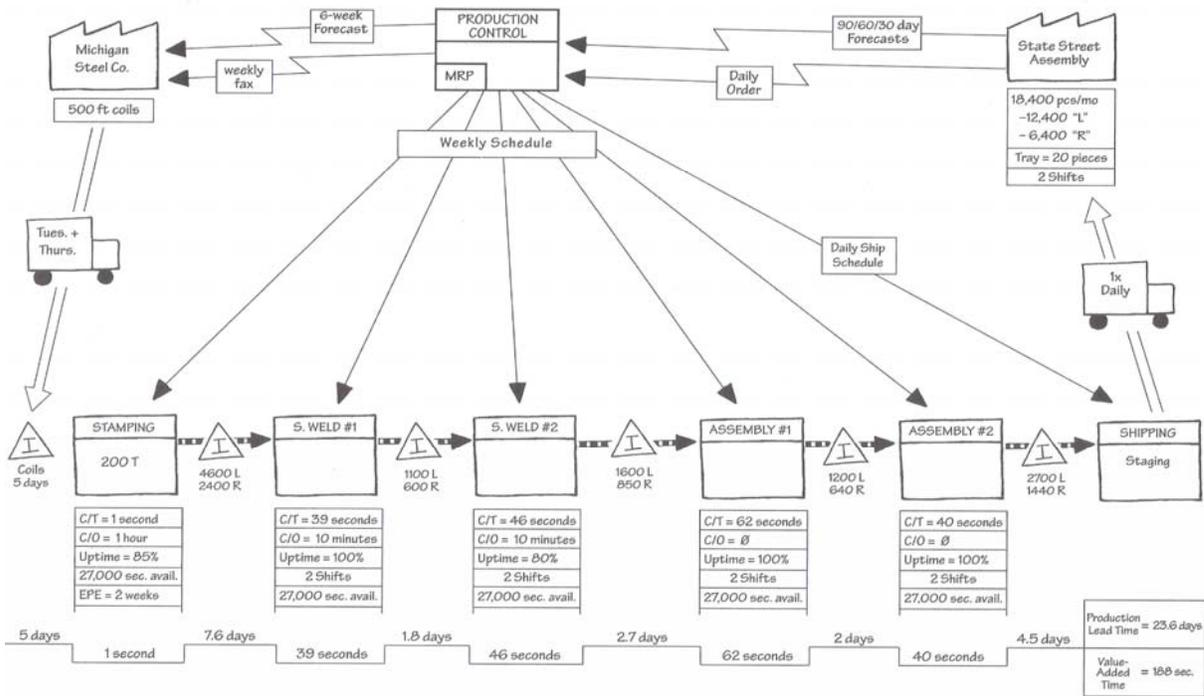 Michigan
Steel Co.
500 ft coils
6-week
Forecast
weekly
fax
PRODUCTION
CONTROL
MRP
90/60/30 day
Forecasts
Daily
Order
State Street
Assembly
18,400 pcs/mo
–12,400 "L"
– 6,400 "R"
Tray = 20 pieces
2 Shifts
Weekly Schedule
Tues. +
Thurs.
Daily Ship
Schedule
1x
Daily
I
Coils
5 days
STAMPING
200 T
I
4600 L
2400 R
S. WELD #1
I
1100 L
600 R
S. WELD #2
I
1600 L
850 R
ASSEMBLY #1
I
1200 L
640 R
ASSEMBLY #2
I
2700 L
1440 R
SHIPPING
Staging
C/T = 1 second
C/O = 1 hour
Uptime = 85%
27,000 sec. avail.
EPE = 2 weeks
C/T = 39 seconds
C/O = 10 minutes
Uptime = 100%
2 Shifts
27,000 sec. avail.
C/T = 46 seconds
C/O = 10 minutes
Uptime = 80%
2 Shifts
27,000 sec. avail.
C/T = 62 seconds
C/O = Ø
Uptime = 100%
2 Shifts
27,000 sec. avail.
C/T = 40 seconds
C/O = Ø
Uptime = 100%
2 Shifts
27,000 sec. avail.
5 days
1 second
7.6 days
39 seconds
1.8 days
46 seconds
2.7 days
62 seconds
2 days
40 seconds
4.5 days
Production
Lead Time = 23.6 days
Value-
Added = 188 sec.
Time